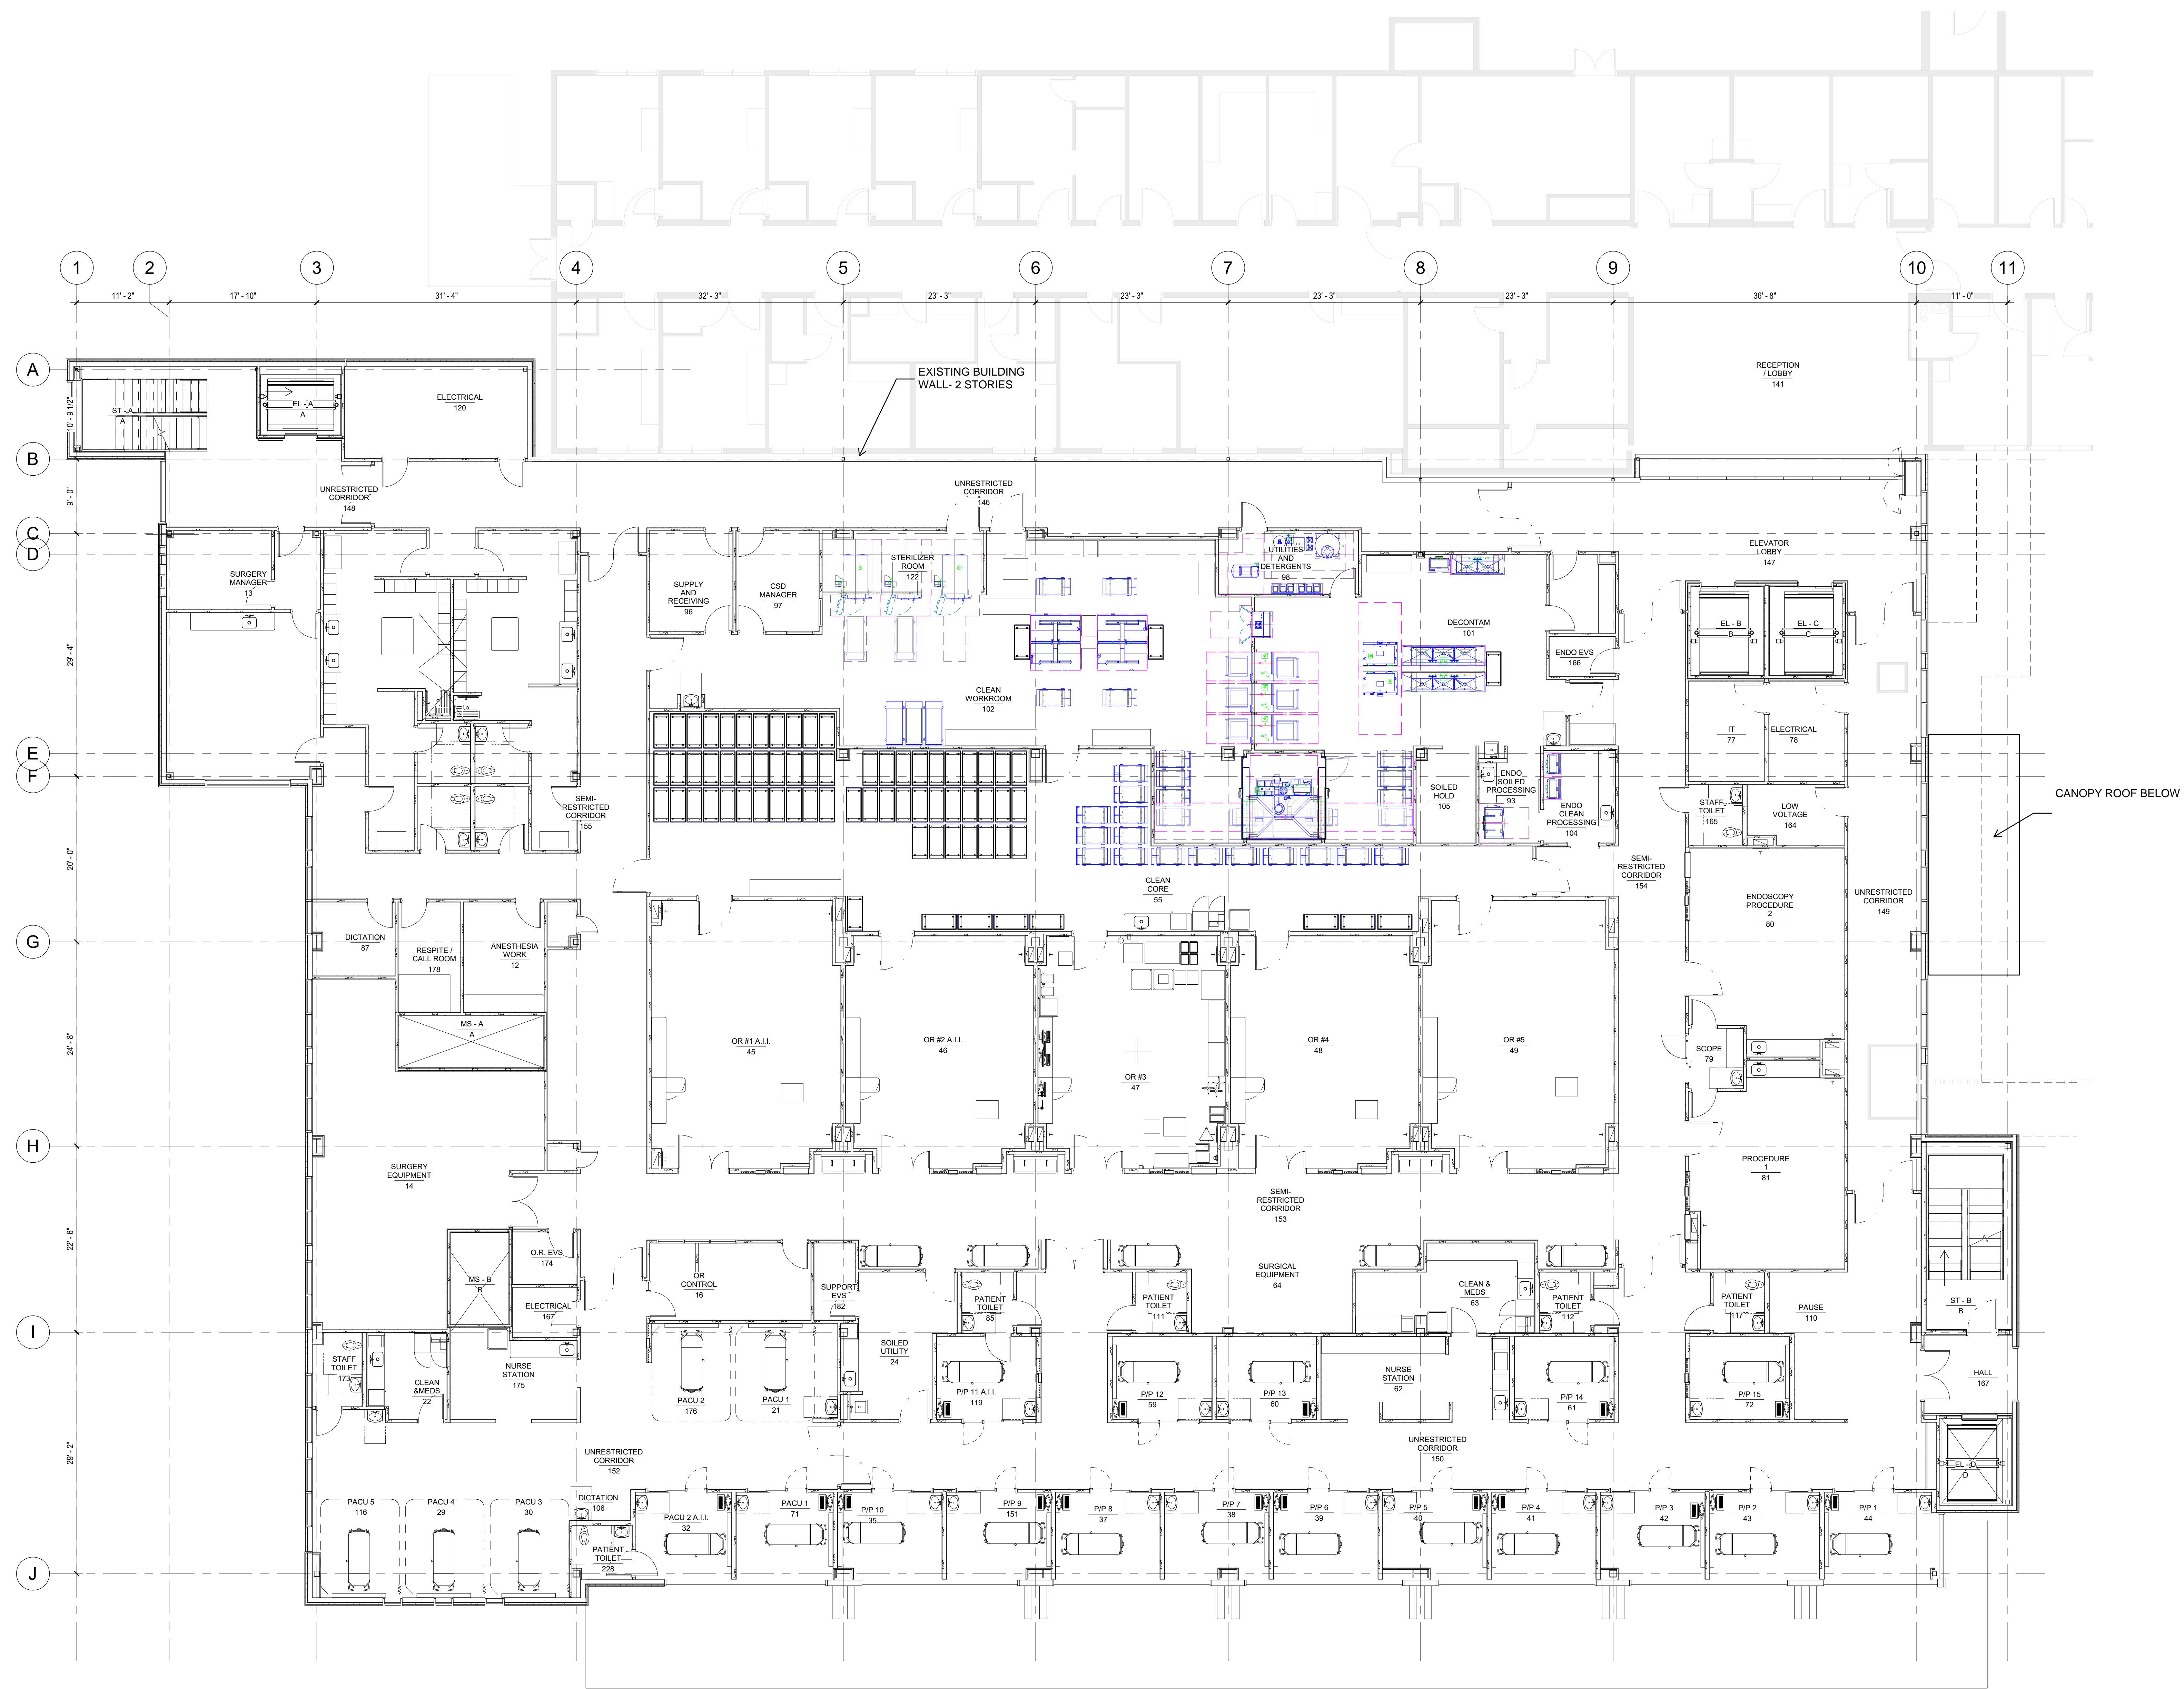 1
2
3
4
5
6
7
8
9
10
11
11' - 2"
17' - 10"
31' - 4"
32' - 3"
23' - 3"
23' - 3"
23' - 3"
23' - 3"
36' - 8"
11' - 0"
A
B
C
D
E
F
G
H
I
J
10' - 9 1/2"
9' - 0"
29' - 4"
20' - 0"
24' - 8"
22' - 6"
29' - 2"
EXISTING BUILDING
WALL- 2 STORIES
RECEPTION
/ LOBBY
141
ST - A
A
EL - A
A
ELECTRICAL
120
UNRESTRICTED
CORRIDOR
148
UNRESTRICTED
CORRIDOR
146
ELEVATOR
LOBBY
147
SURGERY
MANAGER
13
SUPPLY
AND
RECEIVING
96
CSD
MANAGER
97
STERILIZER
ROOM
122
UTILITIES
AND
DETERGENTS
98
DECONTAM
101
ENDO EVS
166
EL - B
B
EL - C
C
CLEAN
WORKROOM
102
IT
77
ELECTRICAL
78
CANOPY ROOF BELOW
SEMI-
RESTRICTED
CORRIDOR
155
SOILED
HOLD
105
ENDO
SOILED
PROCESSING
93
ENDO
CLEAN
PROCESSING
104
STAFF
TOILET
165
LOW
VOLTAGE
164
CLEAN
CORE
55
SEMI-
RESTRICTED
CORRIDOR
154
ENDOSCOPY
PROCEDURE
2
80
UNRESTRICTED
CORRIDOR
149
DICTATION
87
RESPITE /
CALL ROOM
178
ANESTHESIA
WORK
12
MS - A
A
OR #1 A.I.I.
45
OR #2 A.I.I.
46
OR #3
47
OR #4
48
OR #5
49
SCOPE
79
SURGERY
EQUIPMENT
14
PROCEDURE
1
81
SEMI-
RESTRICTED
CORRIDOR
153
O.R. EVS
174
MS - B
B
ELECTRICAL
167
OR
CONTROL
16
SUPPORT
EVS
182
PATIENT
TOILET
85
PATIENT
TOILET
111
SURGICAL
EQUIPMENT
64
CLEAN &
MEDS
63
PATIENT
TOILET
112
PATIENT
TOILET
117
PAUSE
110
ST - B
B
STAFF
TOILET
173
CLEAN
&MEDS
22
NURSE
STATION
175
PACU 2
176
PACU 1
21
SOILED
UTILITY
24
P/P 11 A.I.I.
119
P/P 12
59
P/P 13
60
NURSE
STATION
62
P/P 14
61
P/P 15
72
HALL
167
UNRESTRICTED
CORRIDOR
152
UNRESTRICTED
CORRIDOR
150
EL - D
D
PACU 5
116
PACU 4
29
PACU 3
30
DICTATION
106
PATIENT
TOILET
228
PACU 2 A.I.I.
32
PACU 1
71
P/P 10
35
P/P 9
151
P/P 8
37
P/P 7
38
P/P 6
39
P/P 5
40
P/P 4
41
P/P 3
42
P/P 2
43
P/P 1
44